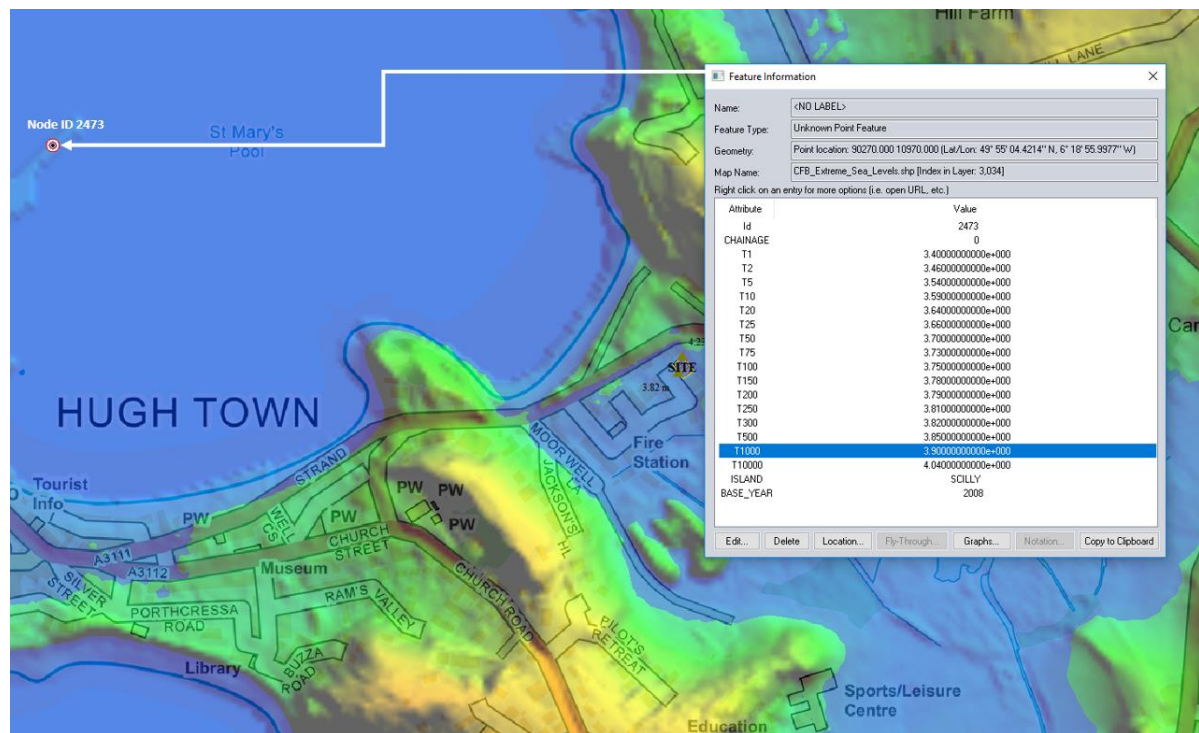 Hill Farm
LL LANE
Node ID 2473
St Mary's
Pool
HUGH TOWN
SITE
3.82 m
Fire
Station
MOORWELL
LA
JACKSON'S
HL
STRAND
Tourist
Info
PW
PW
PW
PW
PW
WELL
CS
CHURCH
STREET
A3111
A3112
Museum
SILVER
STREET
PORTHCRESSA
ROAD
RAM'S VALLEY
CHURCH ROAD
PILOT'S
RETREAT
Library
BUZZA
ROAD
Sports/Leisure
Centre
Education
Car
Feature Information
Name: <NO LABEL>
Feature Type: Unknown Point Feature
Geometry: Point location: 90270.000 10970.000 (Lat/Lon: 49° 55' 04.4214" N, 6° 18' 55.9977" W)
Map Name: CFB_Extreme_Sea_Levels.shp [Index in Layer: 3,034]
Right click on an entry for more options (i.e. open URL, etc.)
Attribute Value
Id 2473
CHAINAGE 0
T1 3.40000000000e+000
T2 3.46000000000e+000
T5 3.54000000000e+000
T10 3.59000000000e+000
T20 3.64000000000e+000
T25 3.66000000000e+000
T50 3.70000000000e+000
T75 3.73000000000e+000
T100 3.75000000000e+000
T150 3.78000000000e+000
T200 3.79000000000e+000
T250 3.81000000000e+000
T300 3.82000000000e+000
T500 3.85000000000e+000
T1000 3.90000000000e+000
T10000 4.04000000000e+000
ISLAND SCILLY
BASE_YEAR 2008
Edit... Delete Location... Fly-Through... Graphs... Notation... Copy to Clipboard